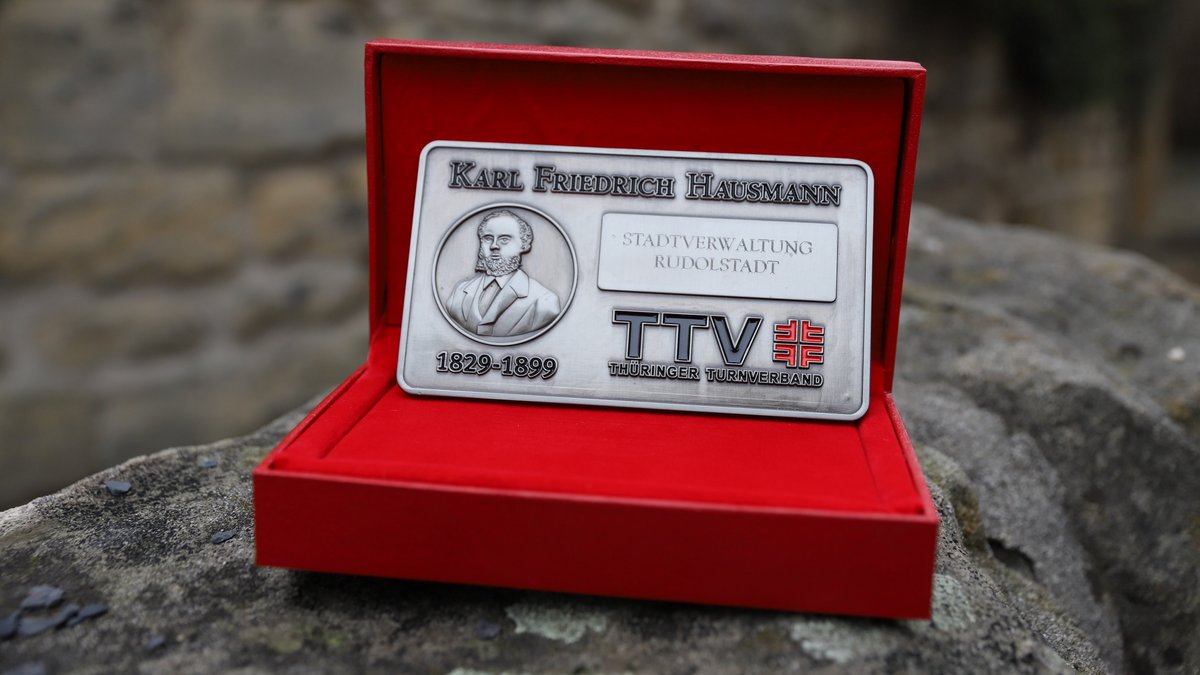 KARL FRIEDRICH HAUSMANN
STADTVERWALTUNG
RUDOLSTADT
1829-1899
TTV
THÜRINGER TURNVERBAND